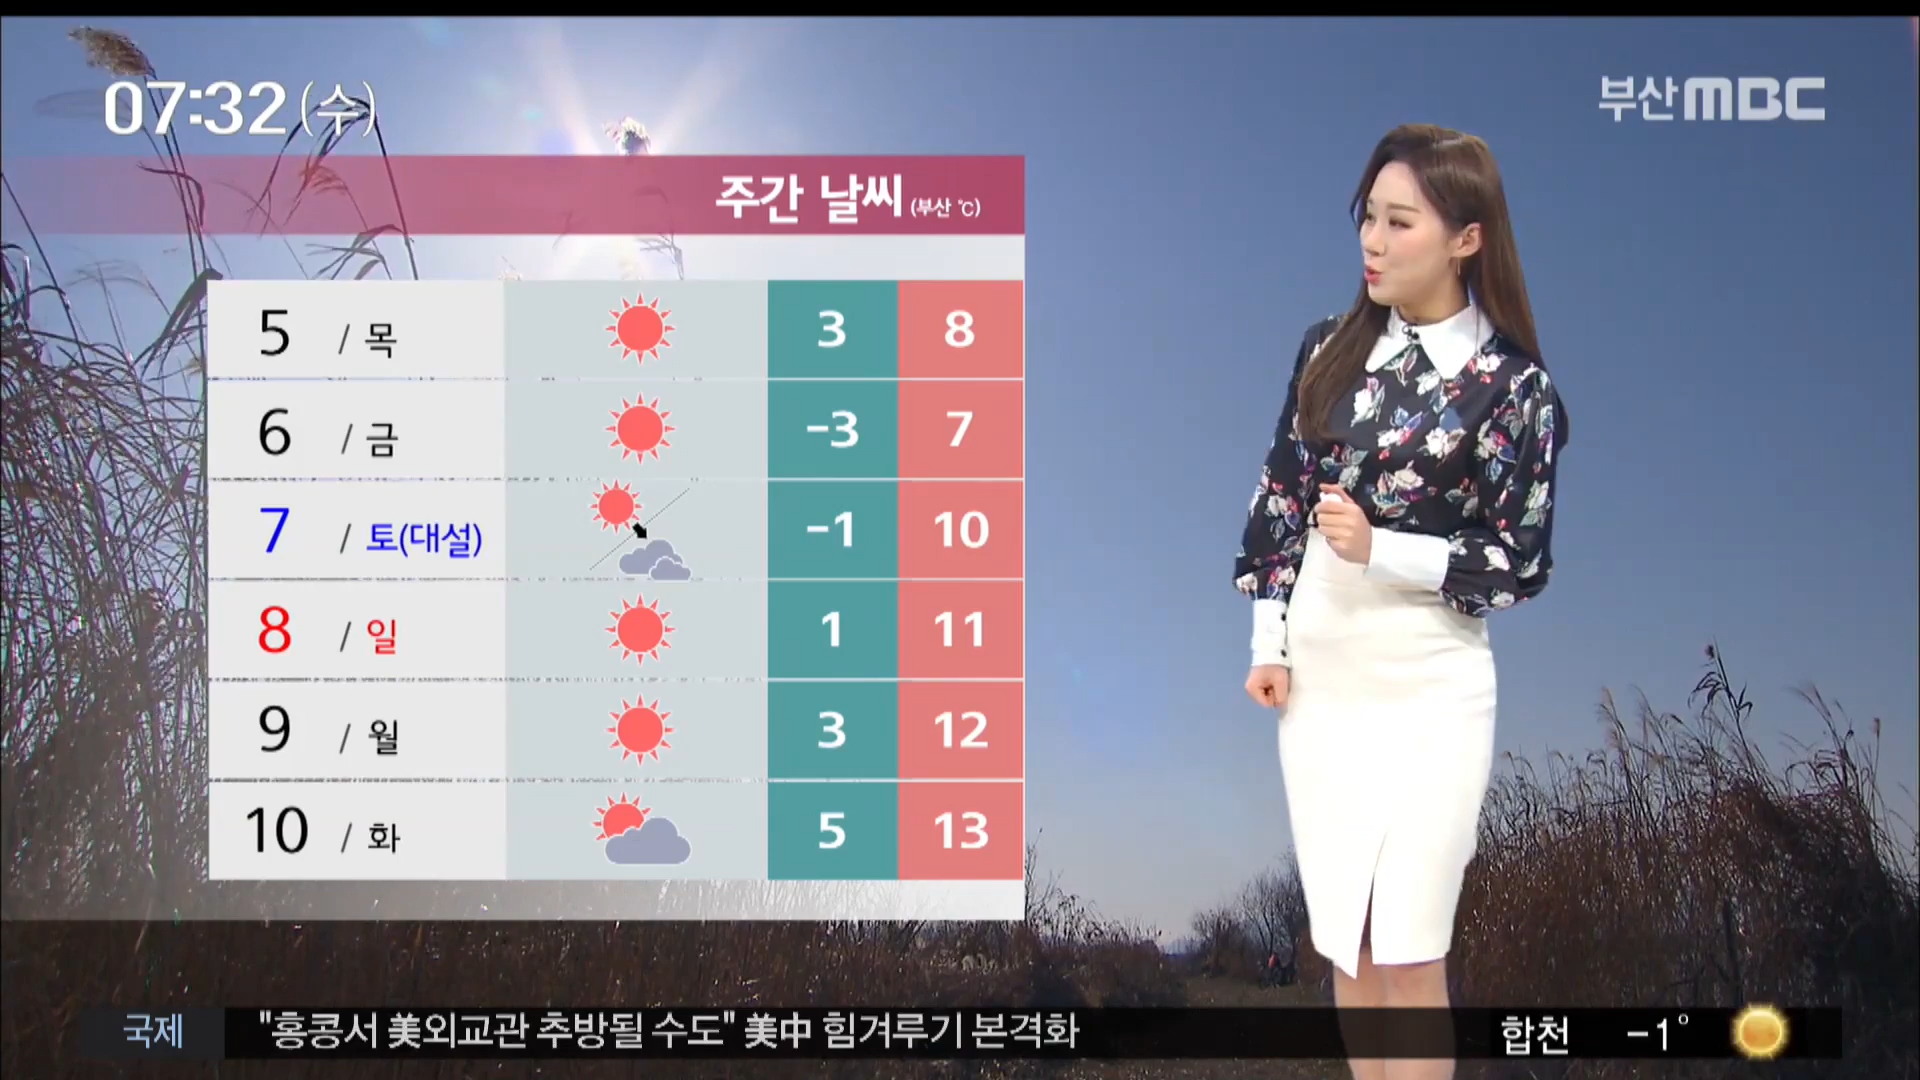 07:32(수)
부산MBC
주간 날씨 (부산 ℃)
5 / 목 3 8
6 / 금 -3 7
7 / 토(대설) -1 10
8 / 일 1 11
9 / 월 3 12
10 / 화 5 13
국제 "홍콩서 美외교관 추방될 수도" 美中 힘겨루기 본격화 합천 -1°